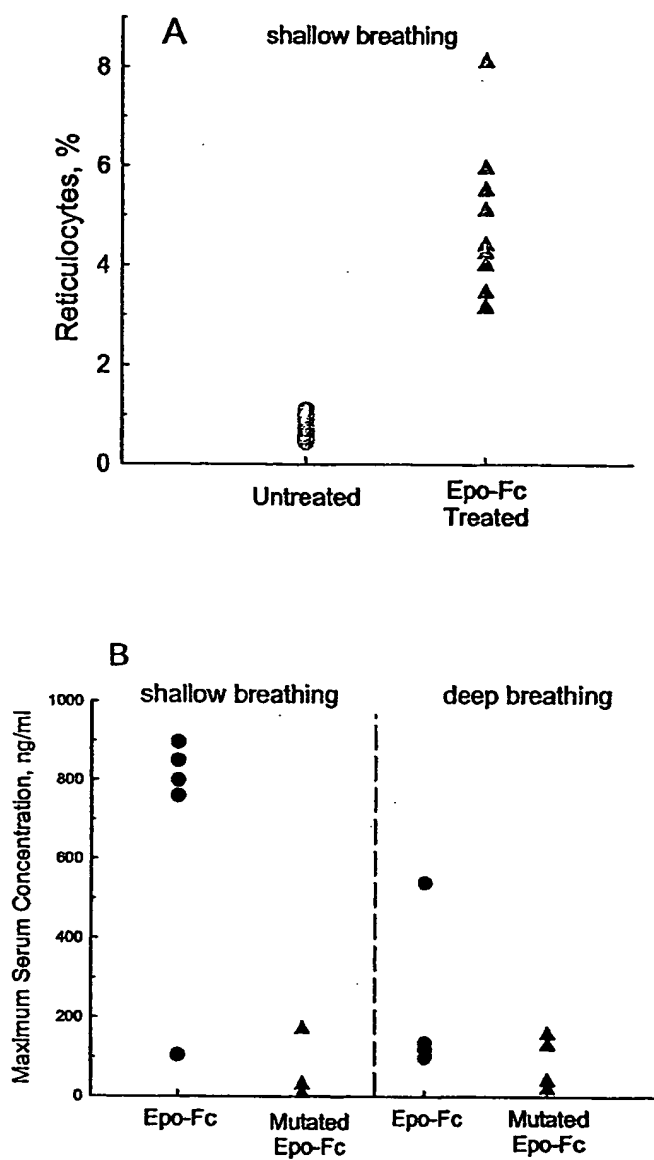 A
shallow breathing
Reticulocytes, %
8
6
4
2
0
Untreated
Epo-Fc
Treated
B
shallow breathing
deep breathing
Maximum Serum Concentration, ng/ml
1000
800
600
400
200
0
Epo-Fc
Mutated
Epo-Fc
Epo-Fc
Mutated
Epo-Fc